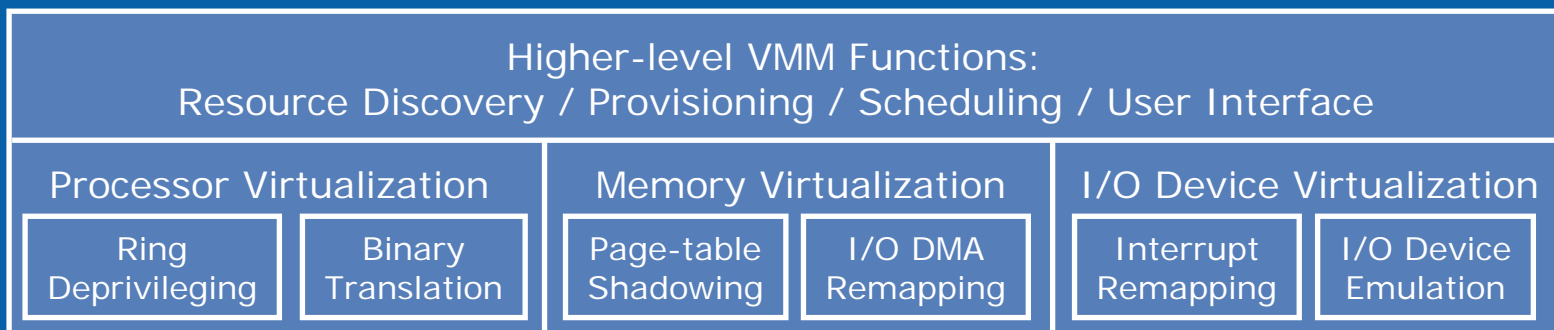 Higher-level VMM Functions:
Resource Discovery / Provisioning / Scheduling / User Interface
Processor Virtualization
Ring
Deprivileging
Binary
Translation
Memory Virtualization
Page-table
Shadowing
I/O DMA
Remapping
I/O Device Virtualization
Interrupt
Remapping
I/O Device
Emulation